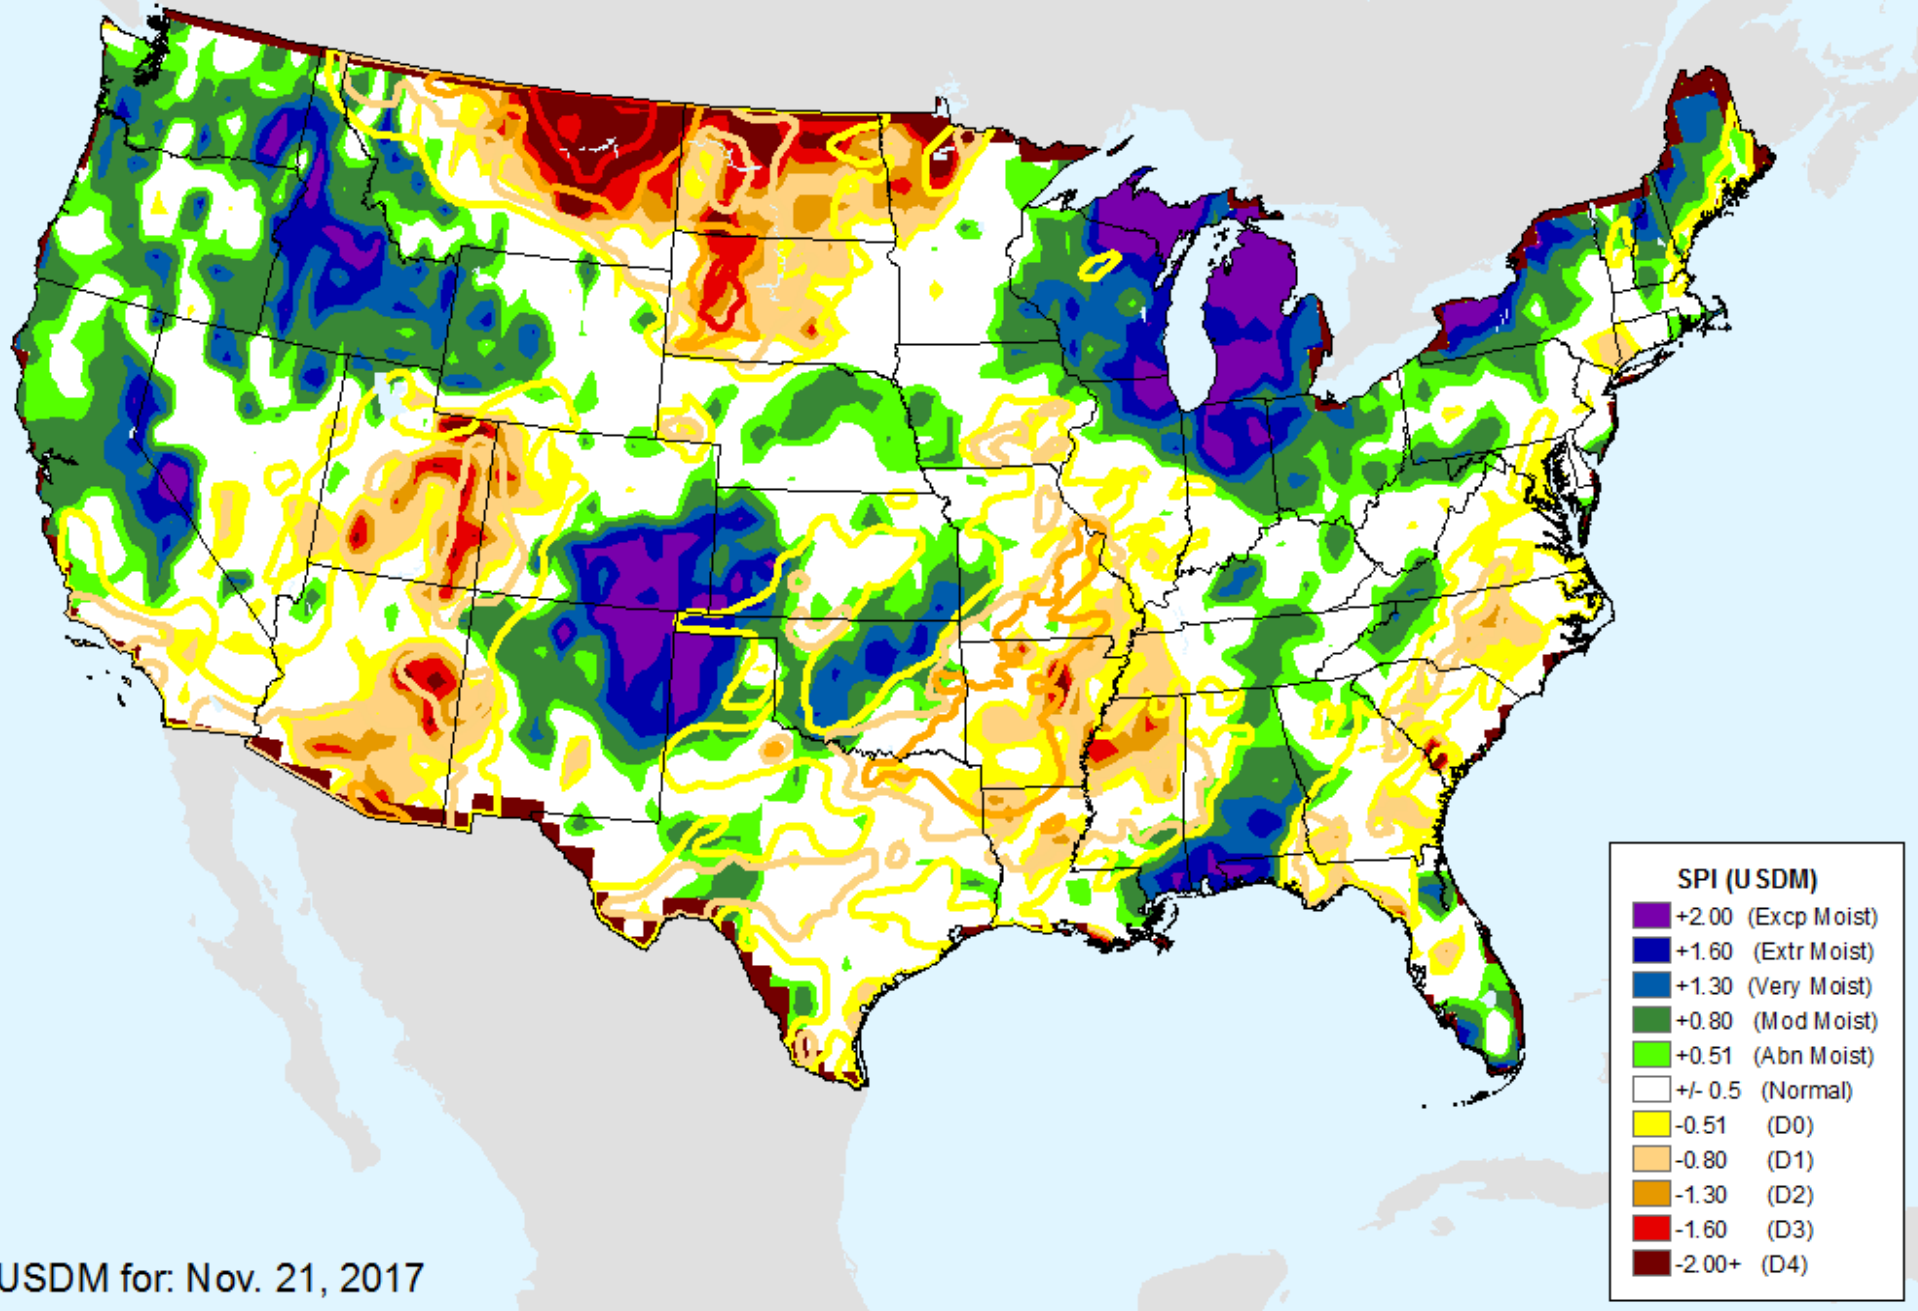 SPI (USDM)
+2.00 (Excp Moist)
+1.60 (Extr Moist)
+1.30 (Very Moist)
+0.80 (Mod Moist)
+0.51 (Abn Moist)
+/- 0.5 (Normal)
-0.51 (D0)
-0.80 (D1)
-1.30 (D2)
-1.60 (D3)
-2.00+ (D4)
USDM for: Nov. 21, 2017